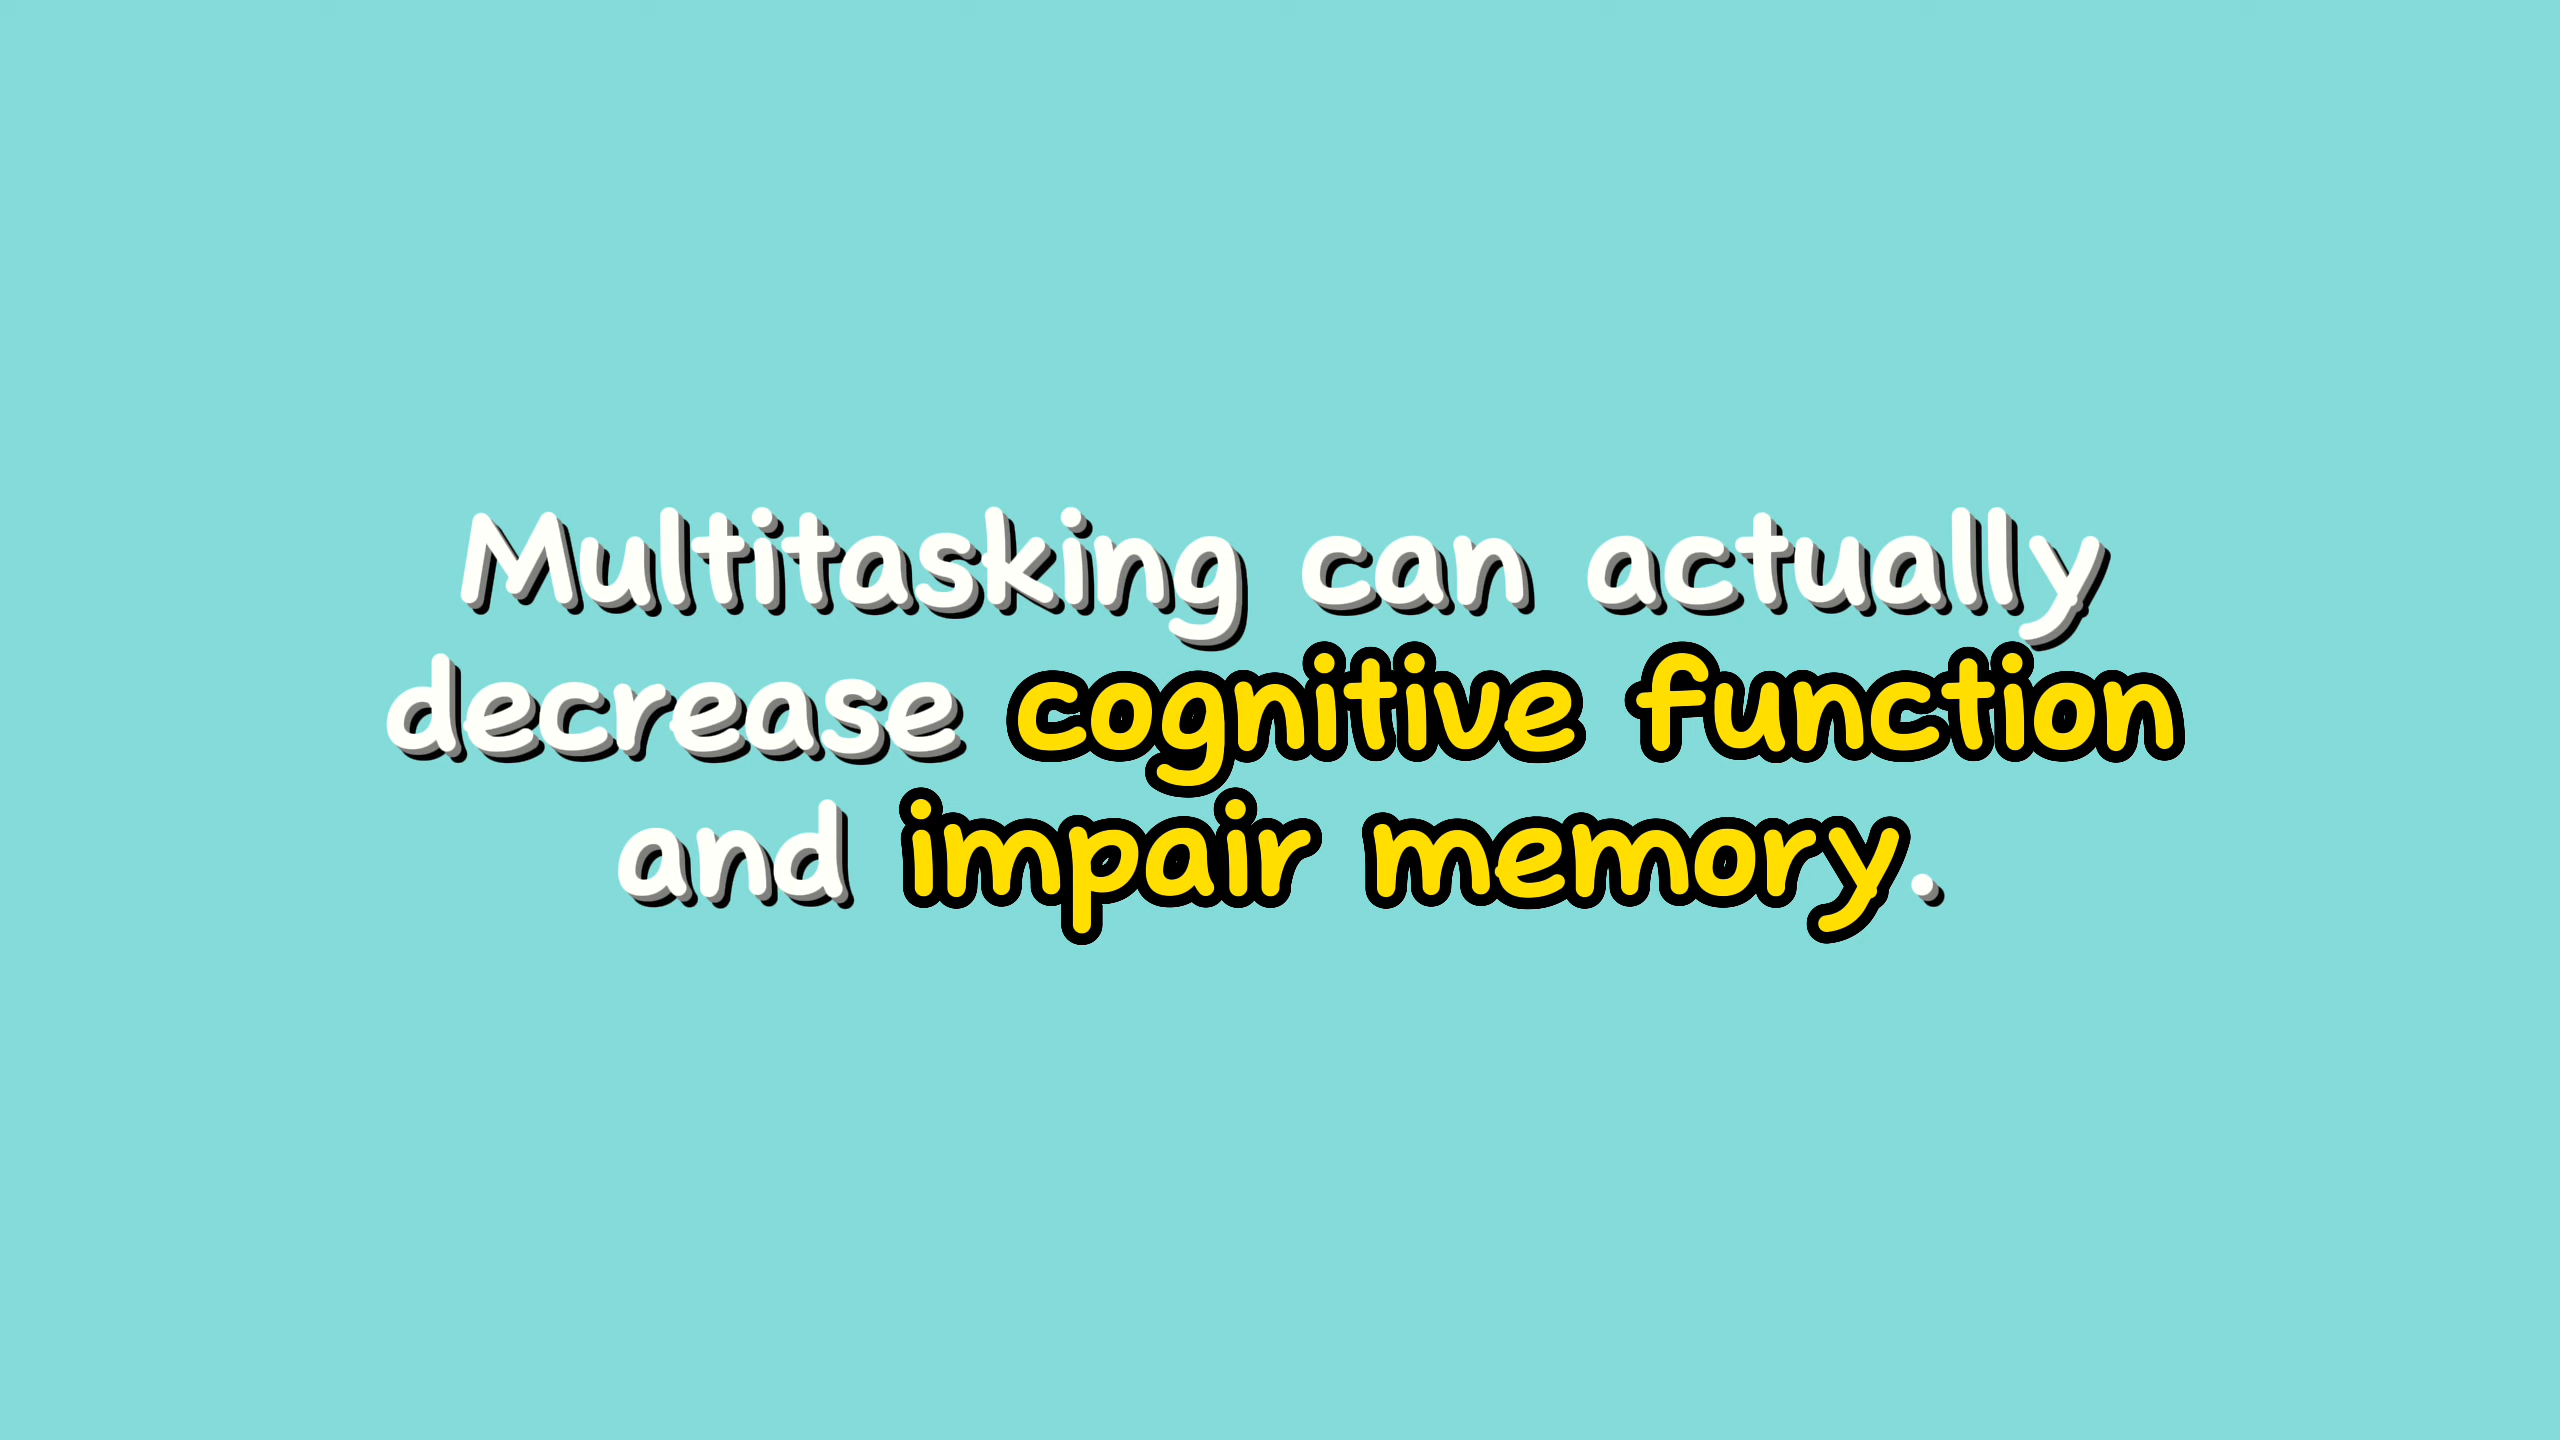 Multitasking can actually
decrease cognitive function
and impair memory.